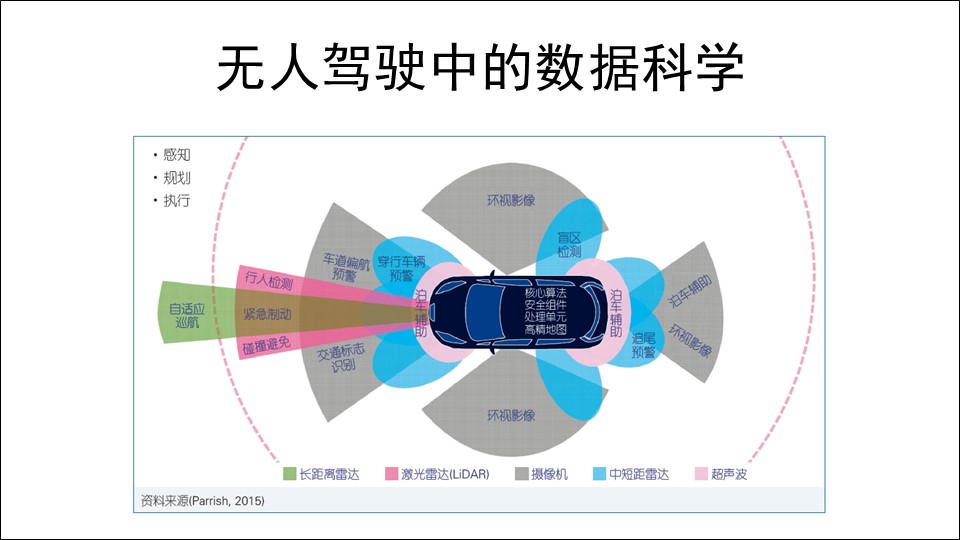 无人驾驶中的数据科学
• 感知
• 规划
• 执行
环视影像
盲区
检测
车道偏航
预警
穿行车辆
预警
行人检测
自适应
巡航
紧急制动
碰撞避免
交通标志
识别
泊车辅助
核心算法
安全组件
处理单元
高精地图
泊车辅助
泊车辅助
环视影像
追尾
预警
环视影像
长距离雷达
激光雷达(LiDAR)
摄像机
中短距雷达
超声波
资料来源(Parrish, 2015)